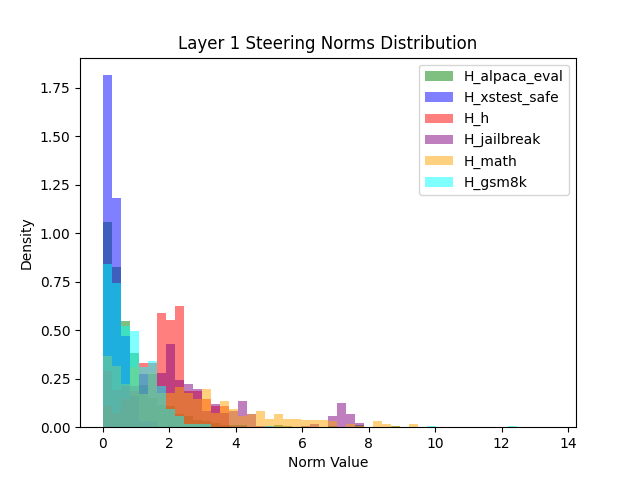 Layer 1 Steering Norms Distribution
H_alpaca_eval
H_xstest_safe
H_h
H_jailbreak
H_math
H_gsm8k
Density
1.75
1.50
1.25
1.00
0.75
0.50
0.25
0.00
0 2 4 6 8 10 12 14
Norm Value